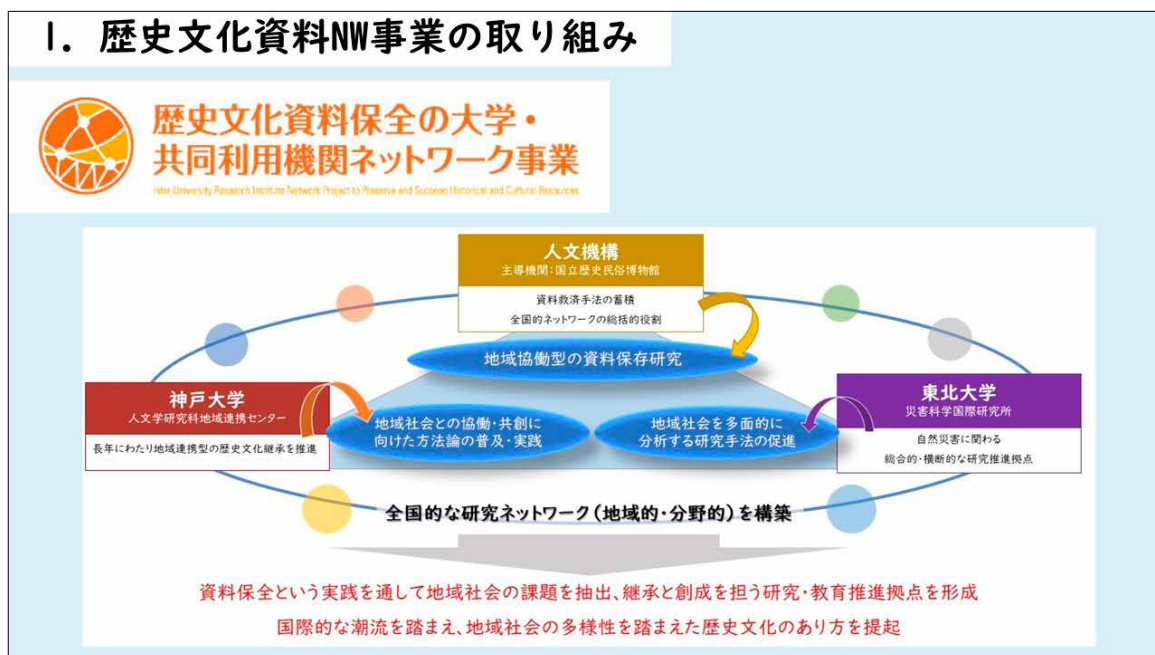 1. 歴史文化資料NW事業の取り組み
歴史文化資料保全の大学・
共同利用機関ネットワーク事業
Inter-University Research Institute Network Project to Preserve and Succeed Historical and Cultural Resources
人文機構
主導機関:国立歴史民俗博物館
資料救済手法の蓄積
全国的ネットワークの総括的役割
地域協働型の資料保存研究
神戸大学
人文学研究科地域連携センター
長年にわたり地域連携型の歴史文化継承を推進
地域社会との協働・共創に
向けた方法論の普及・実践
地域社会を多面的に
分析する研究手法の促進
東北大学
災害科学国際研究所
自然災害に関わる
総合的・横断的な研究推進拠点
全国的な研究ネットワーク(地域的・分野的)を構築
資料保全という実践を通して地域社会の課題を抽出、継承と創成を担う研究・教育推進拠点を形成
国際的な潮流を踏まえ、地域社会の多様性を踏まえた歴史文化のあり方を提起